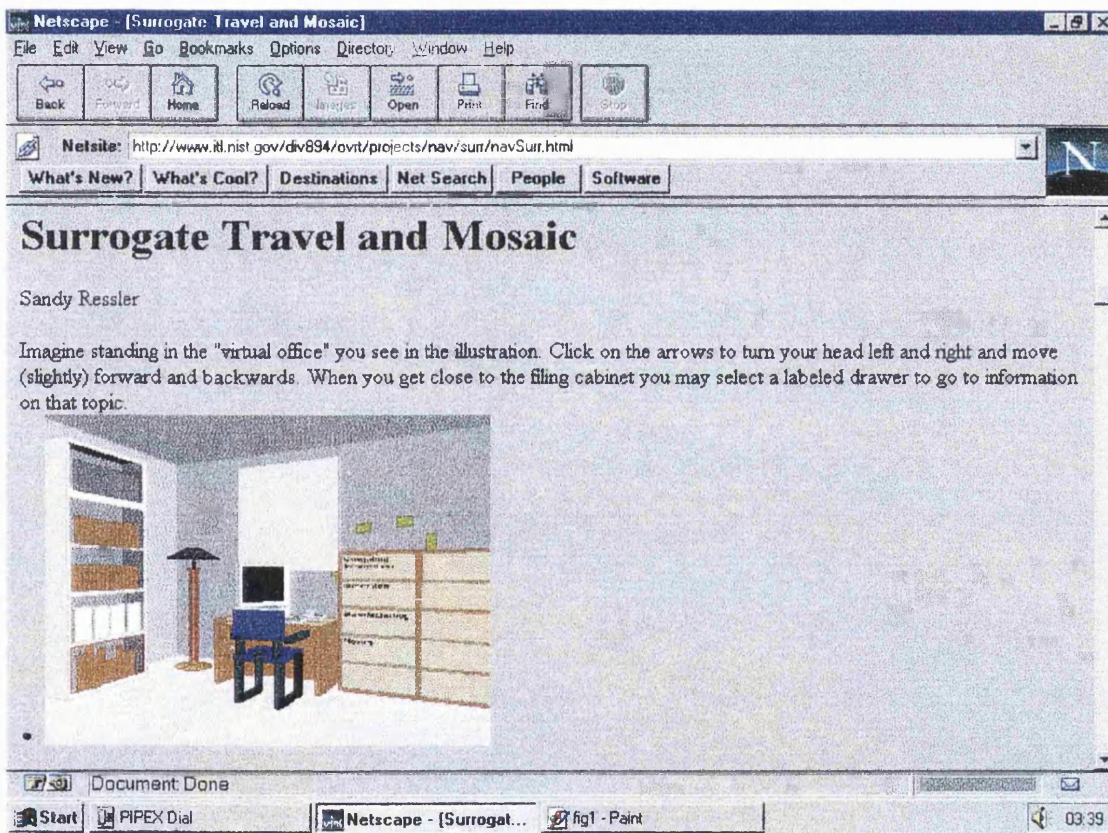 Netscape - [Surrogate Travel and Mosaic]
File Edit View Go Bookmarks Options Directory Window Help
Back Forward Home Reload Images Open Print Find Stop
Netsite: http://www.itl.nist.gov/div894/ovrt/projects/nav/surr/navSurr.html
N
What's New? What's Cool? Destinations Net Search People Software
Surrogate Travel and Mosaic
Sandy Ressler
Imagine standing in the "virtual office" you see in the illustration. Click on the arrows to turn your head left and right and move
(slightly) forward and backwards. When you get close to the filing cabinet you may select a labeled drawer to go to information
on that topic.
Document: Done
Start PIPEX Dial Netscape - [Surrogat... fig1 - Paint 03:39